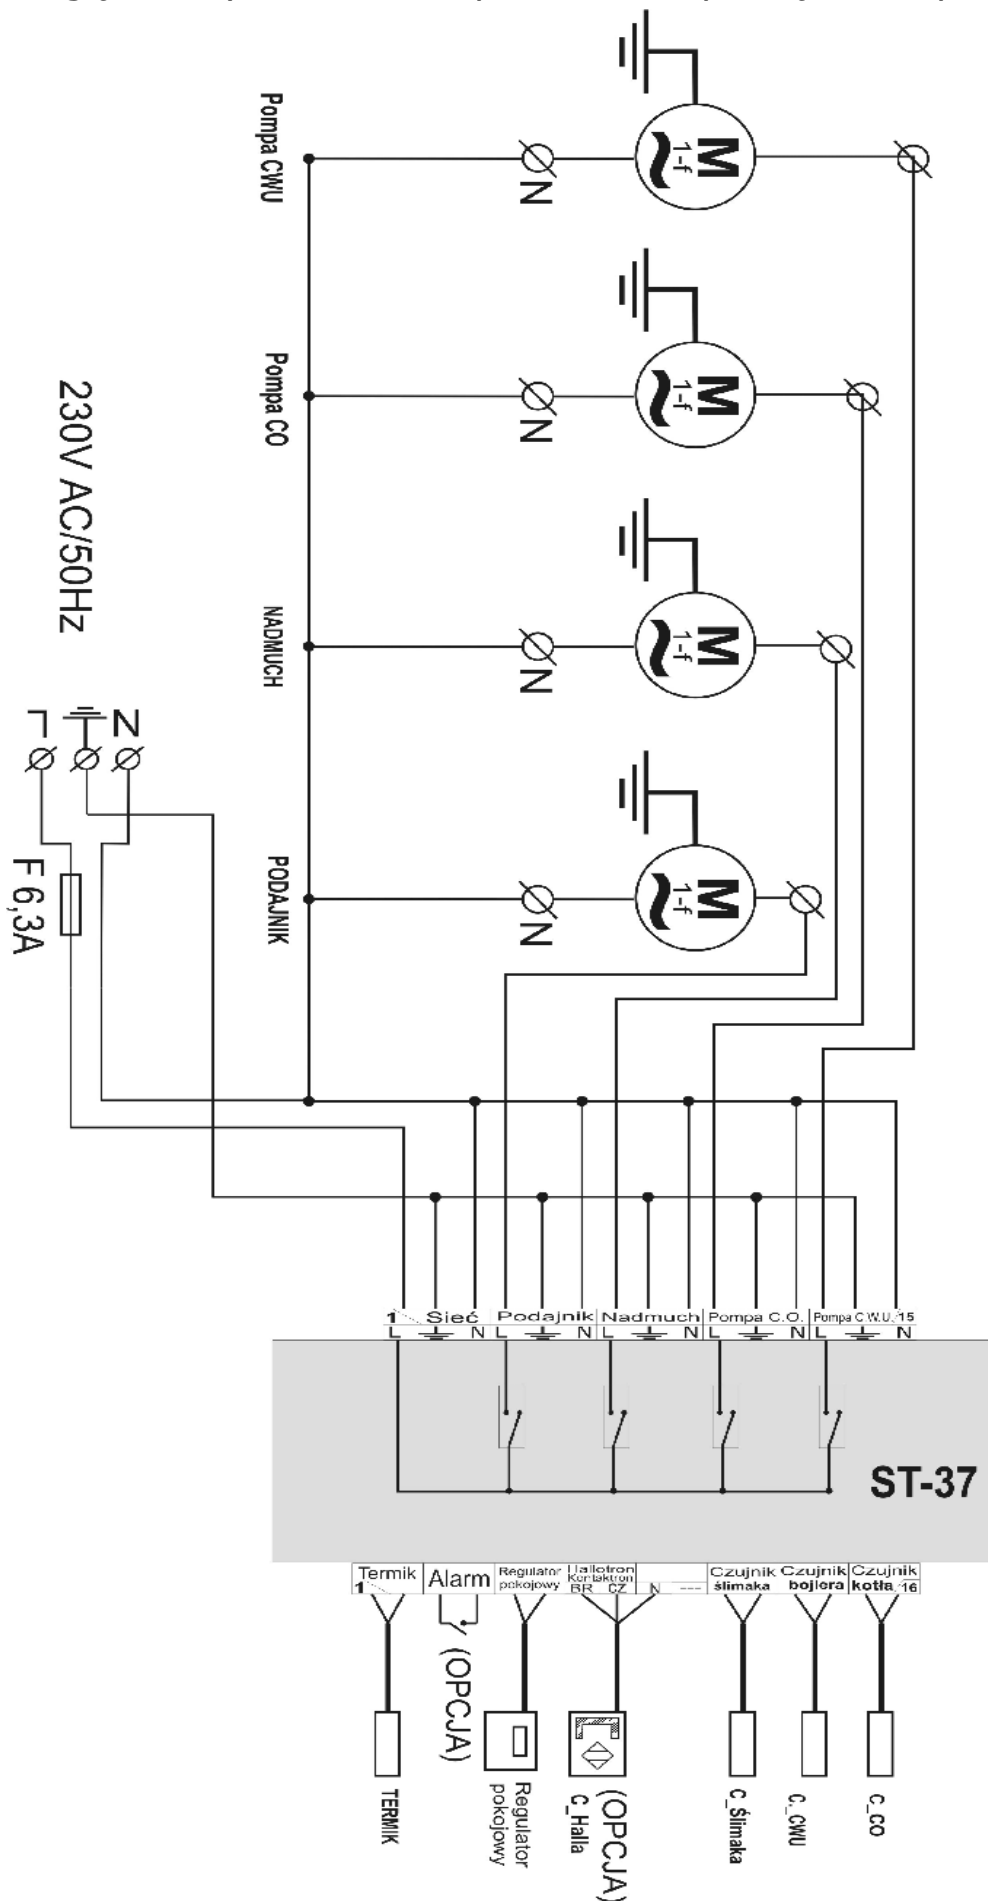 Pompa CWU
N
M
1-f
Pompa CO
N
M
1-f
230V AC/50Hz
NADMUCH
N
M
1-f
L
N
F 6,3A
PODAJNIK
N
M
1-f
1 Sieć Podajnik Nadmuch Pompa C.O. Pompa C.W.U. 15
L N L N L N L N L N
ST-37
Termik
1
Alarm
Regulator
pokojowy
Hallotron
Kontaktron
BR CZ N ---
Czujnik
ślimaka
Czujnik
bojlera
Czujnik
kotła 16
(OPCJA)
TERMIK
Regulator
pokojowy
(OPCJA)
C_Halla
C_Ślimaka
C._CWU
C_CO